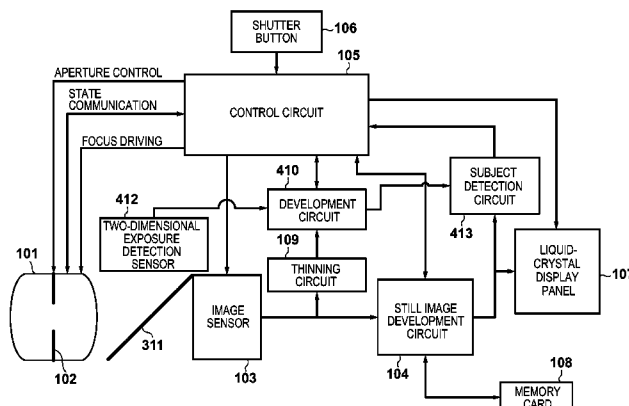 SHUTTER
BUTTON
106
105
APERTURE CONTROL
STATE
COMMUNICATION
CONTROL CIRCUIT
FOCUS DRIVING
410
SUBJECT
DETECTION
CIRCUIT
412
DEVELOPMENT
CIRCUIT
413
TWO-DIMENSIONAL
EXPOSURE
DETECTION
SENSOR
109
101
THINNING
CIRCUIT
LIQUID-
CRYSTAL
DISPLAY
PANEL
107
IMAGE
SENSOR
STILL IMAGE
DEVELOPMENT
CIRCUIT
311
102
103
104
108
MEMORY
CARD